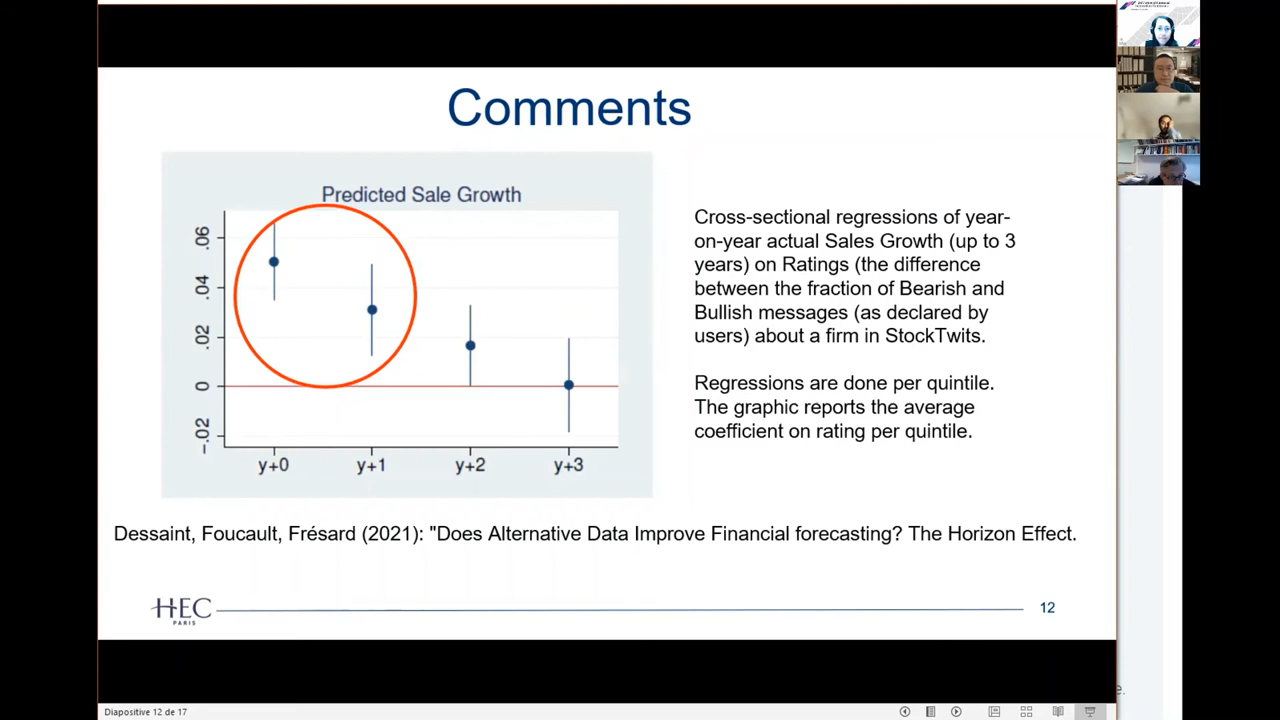 Comments
Predicted Sale Growth
.06
.04
.02
0
-.02
y+0 y+1 y+2 y+3
Cross-sectional regressions of year-
on-year actual Sales Growth (up to 3
years) on Ratings (the difference
between the fraction of Bearish and
Bullish messages (as declared by
users) about a firm in StockTwits.
Regressions are done per quintile.
The graphic reports the average
coefficient on rating per quintile.
Dessaint, Foucault, Frésard (2021): "Does Alternative Data Improve Financial forecasting? The Horizon Effect.
HEC
PARIS
12
Diapositive 12 de 17